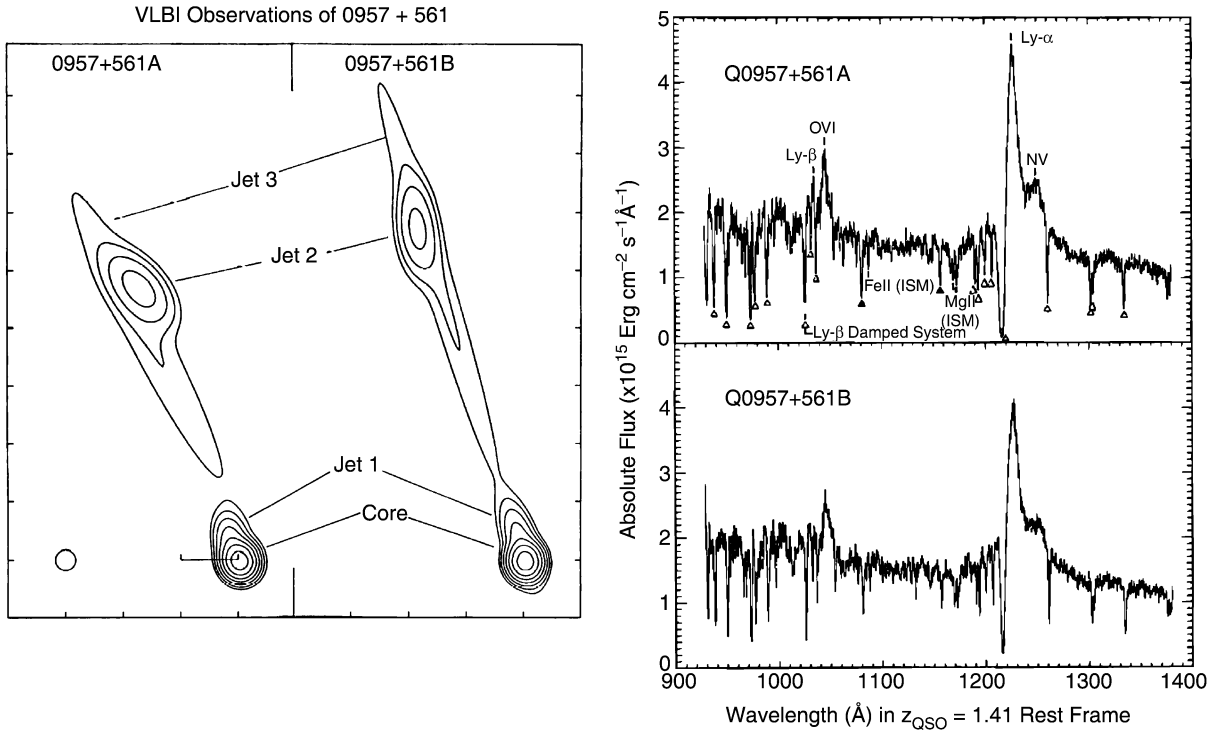 VLBI Observations of 0957 + 561
0957+561A
0957+561B
Jet 3
Jet 2
Jet 1
Core
Absolute Flux (x10¹⁵ Erg cm⁻² s⁻¹Å⁻¹)
5
4
3
2
1
0
Q0957+561A
Ly-α
OVI
Ly-β
NV
FeII (ISM)
MgII
(ISM)
Ly-β Damped System
4
3
2
1
0
Q0957+561B
900 1000 1100 1200 1300 1400
Wavelength (Å) in z_QSO = 1.41 Rest Frame